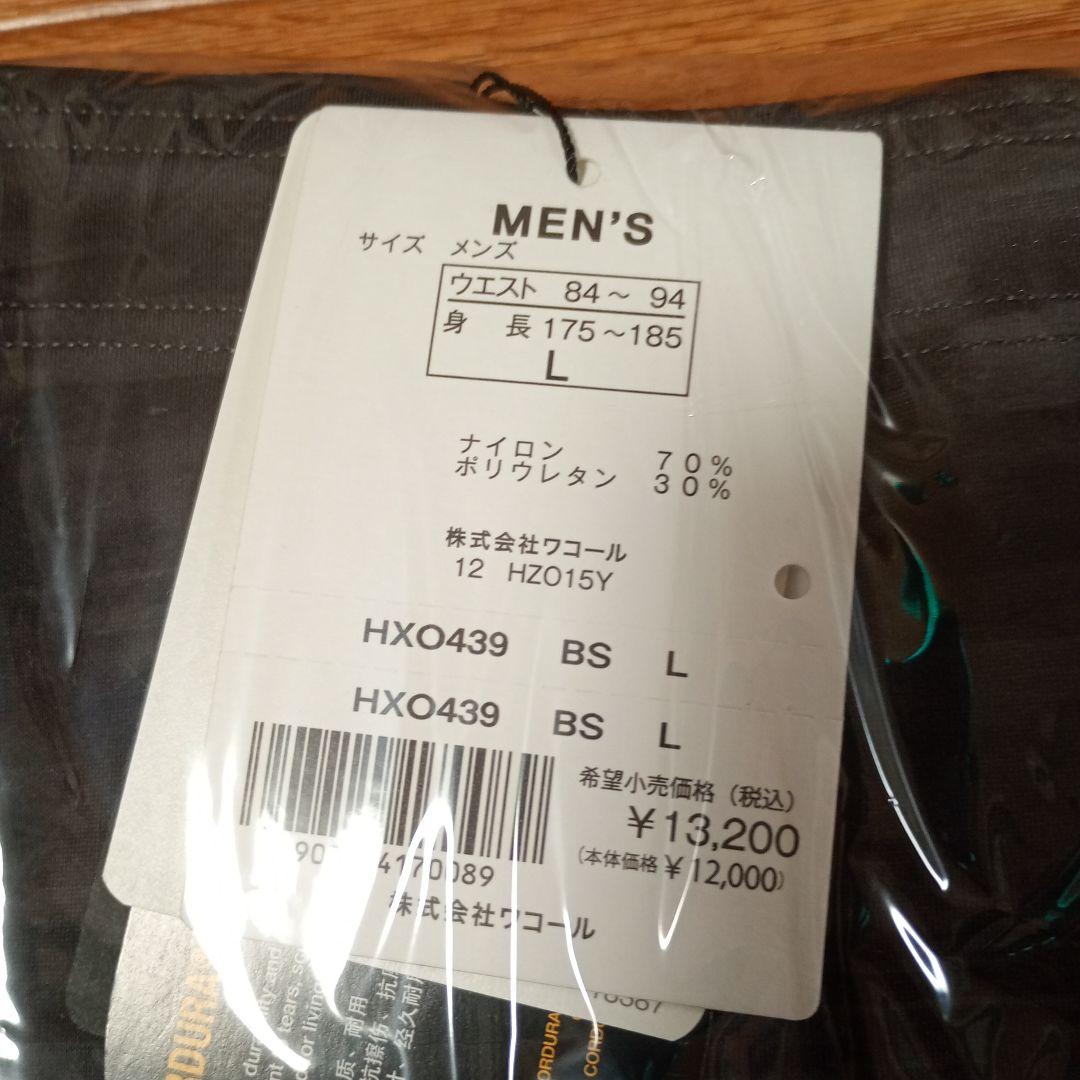 MEN'S
サイズ メンズ
ウエスト 84～ 94
身 長 175～185
L
ナイロン 70%
ポリウレタン 30%
株式会社ワコール
12 HZO15Y
HXO439 BS L
HXO439 BS L
希望小売価格（税込）
￥13,200
（本体価格￥12,000）
4170089
株式会社ワコール
CORDURA